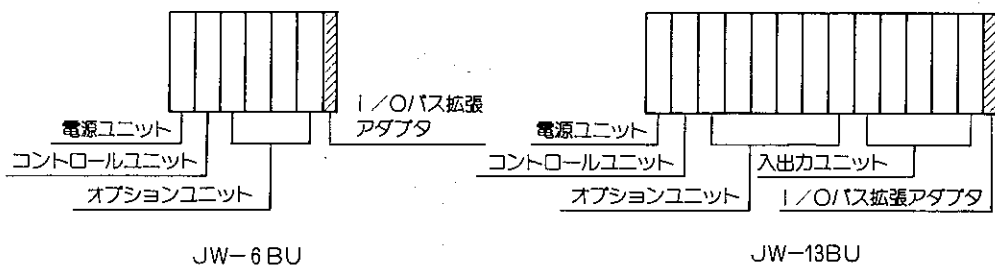 I/Oバス拡張
アダプタ
電源ユニット
コントロールユニット
オプションユニット
JW-6BU
電源ユニット
コントロールユニット
入出力ユニット
オプションユニット
I/Oバス拡張アダプタ
JW-13BU